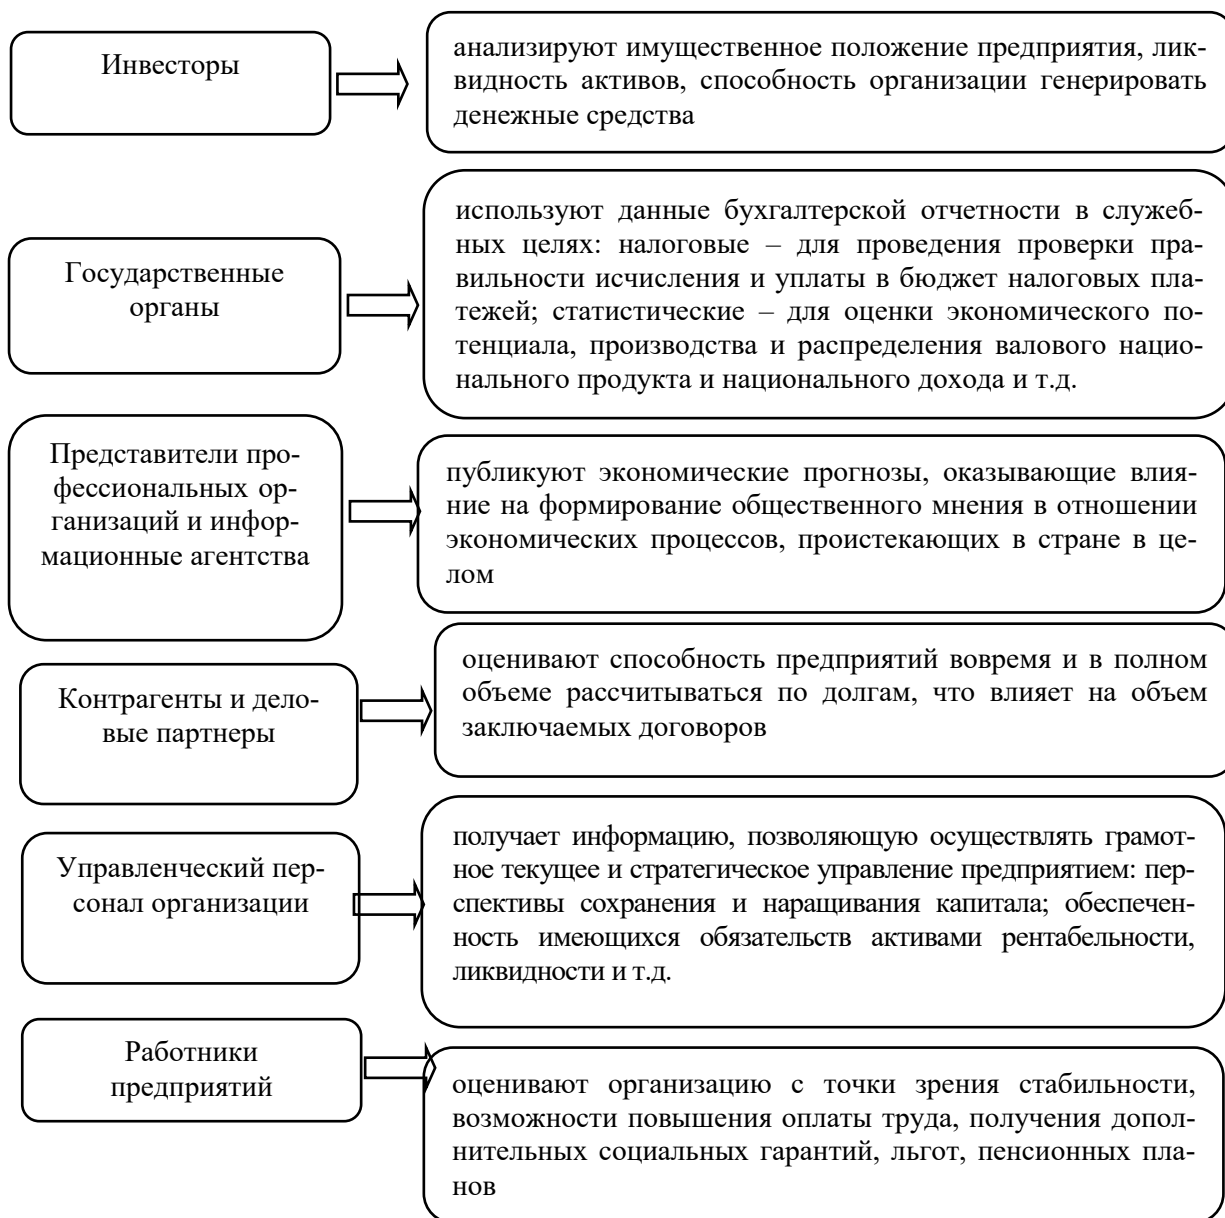 Инвесторы
анализируют имущественное положение предприятия, лик-
видность активов, способность организации генерировать
денежные средства
Государственные
органы
используют данные бухгалтерской отчетности в служеб-
ных целях: налоговые – для проведения проверки пра-
вильности исчисления и уплаты в бюджет налоговых пла-
тежей; статистические – для оценки экономического по-
тенциала, производства и распределения валового нацио-
нального продукта и национального дохода и т.д.
Представители про-
фессиональных ор-
ганизаций и инфор-
мационные агентства
публикуют экономические прогнозы, оказывающие влия-
ние на формирование общественного мнения в отношении
экономических процессов, проистекающих в стране в це-
лом
Контрагенты и дело-
вые партнеры
оценивают способность предприятий вовремя и в полном
объеме рассчитываться по долгам, что влияет на объем
заключаемых договоров
Управленческий пер-
сонал организации
получает информацию, позволяющую осуществлять грамот-
ное текущее и стратегическое управление предприятием: пер-
спективы сохранения и наращивания капитала; обеспечен-
ность имеющихся обязательств активами рентабельности,
ликвидности и т.д.
Работники
предприятий
оценивают организацию с точки зрения стабильности,
возможности повышения оплаты труда, получения допол-
нительных социальных гарантий, льгот, пенсионных пла-
нов